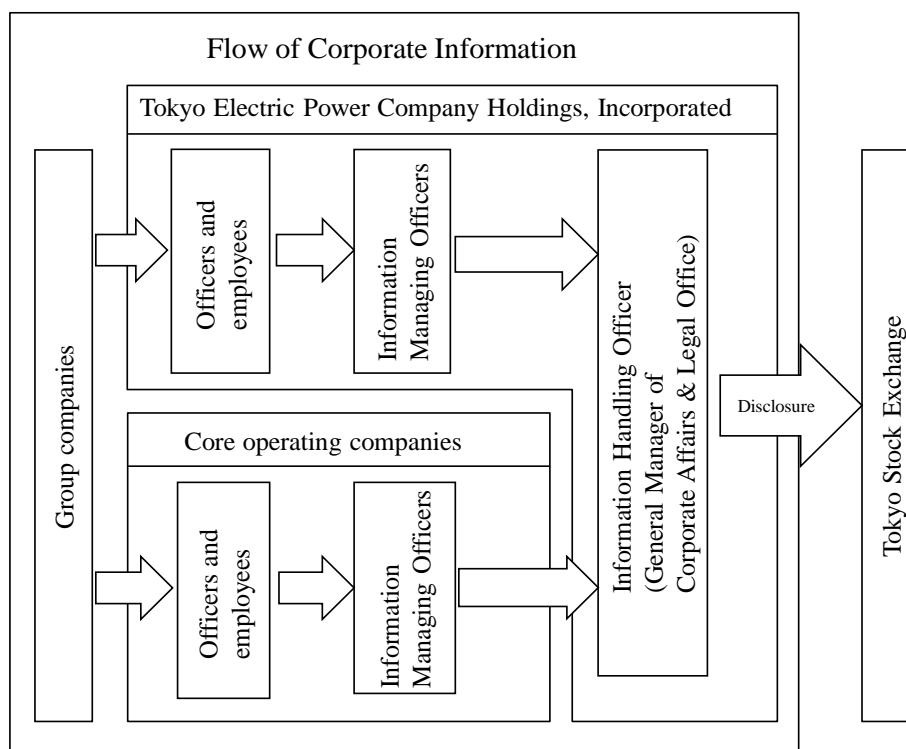 Flow of Corporate Information
Tokyo Electric Power Company Holdings, Incorporated
Group companies
Officers and
employees
Information
Managing Officers
Information Handling Officer
(General Manager of
Corporate Affairs & Legal Office)
Disclosure
Tokyo Stock Exchange
Core operating companies
Officers and
employees
Information
Managing Officers